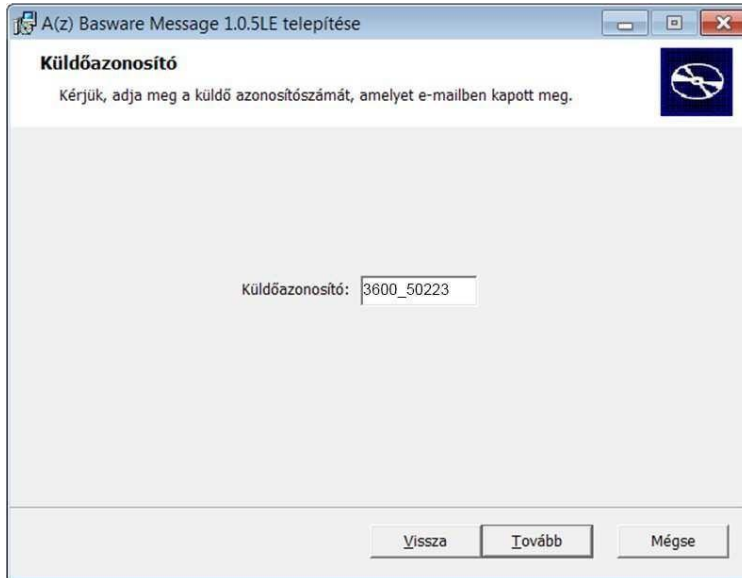 A(z) Basware Message 1.0.5LE telepítése
Küldőazonosító
Kérjük, adja meg a küldő azonosítószámát, amelyet e-mailben kapott meg.
Küldőazonosító: 3600_50223
Vissza Tovább Mégse